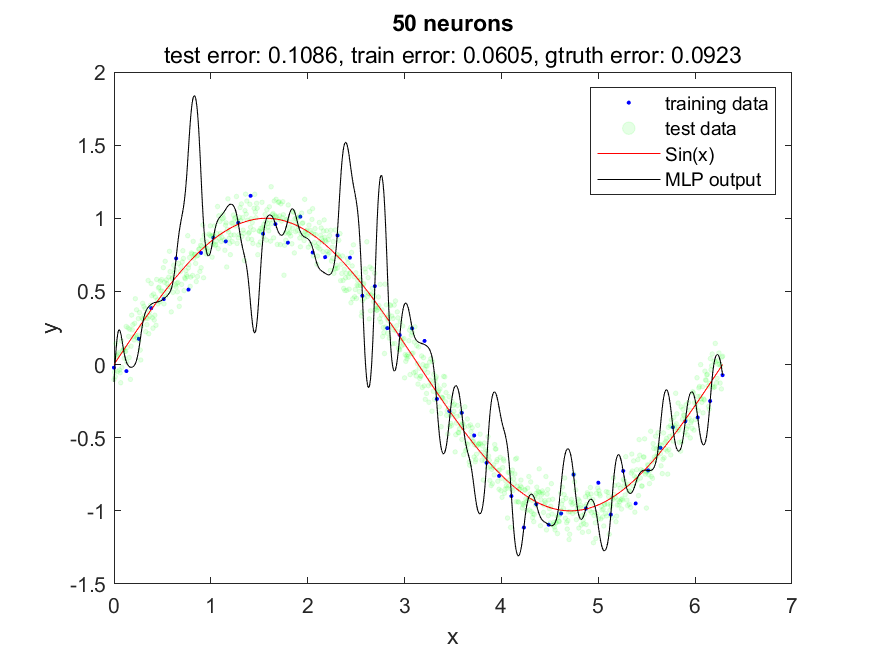 50 neurons
test error: 0.1086, train error: 0.0605, gtruth error: 0.0923
2
1.5
1
0.5
0
-0.5
-1
-1.5
y
training data
test data
Sin(x)
MLP output
0 1 2 3 4 5 6 7
x